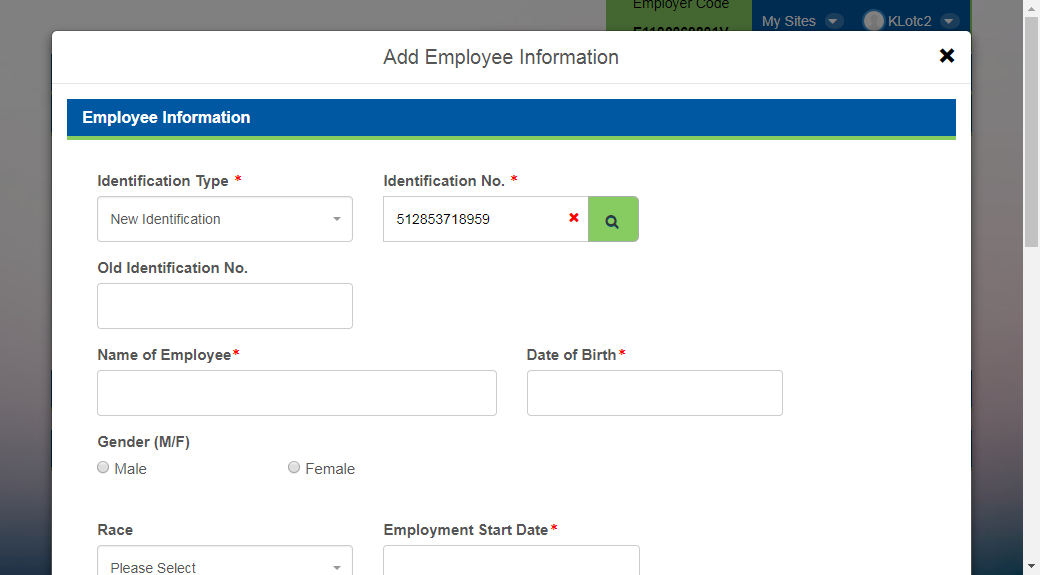 Employer Code
My Sites
KLotc2
Add Employee Information
Employee Information
Identification Type *
Identification No. *
New Identification
512853718959
Old Identification No.
Name of Employee*
Date of Birth*
Gender (M/F)
Male
Female
Race
Employment Start Date*
Please Select